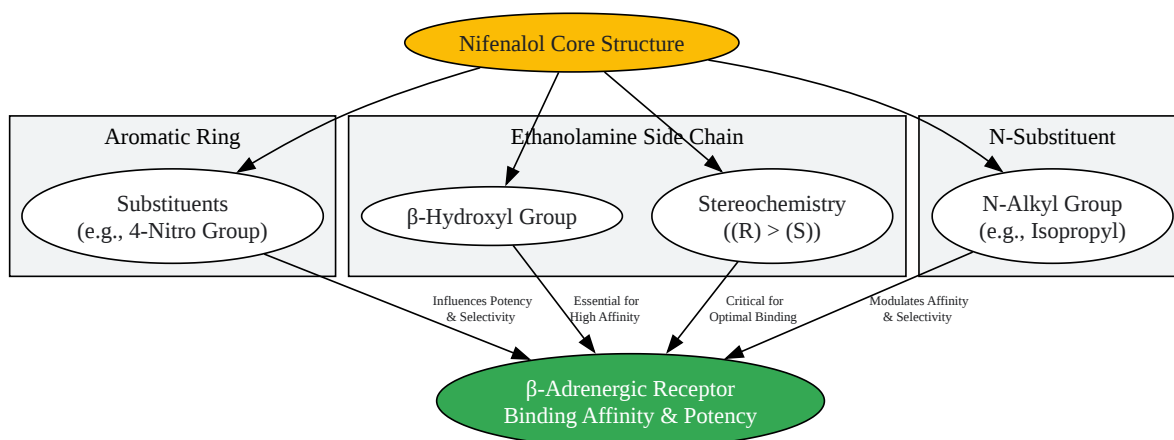 Nifenalol Core Structure
Aromatic Ring
Ethanolamine Side Chain
N-Substituent
Substituents
(e.g., 4-Nitro Group)
β-Hydroxyl Group
Stereochemistry
((R) > (S))
N-Alkyl Group
(e.g., Isopropyl)
Influences Potency
& Selectivity
Essential for
High Affinity
Critical for
Optimal Binding
Modulates Affinity
& Selectivity
β-Adrenergic Receptor
Binding Affinity & Potency